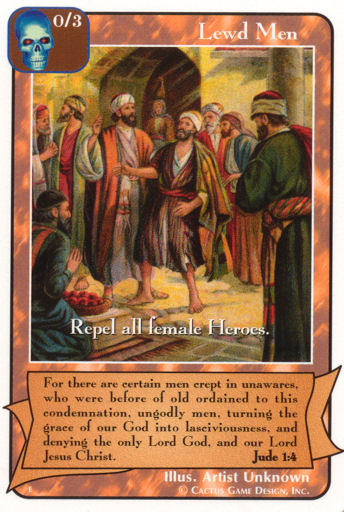 0/3
Lewd Men
Repel all female Heroes.
For there are certain men crept in unawares,
who were before of old ordained to this
condemnation, ungodly men, turning the
grace of our God into lasciviousness, and
denying the only Lord God, and our Lord
Jesus Christ. Jude 1:4
Illus. Artist Unknown
E
© Cactus Game Design, Inc.